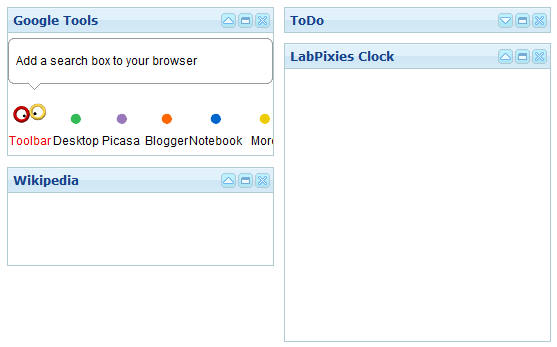 Google Tools
Add a search box to your browser
Toolbar Desktop Picasa Blogger Notebook More
Wikipedia
ToDo
LabPixies Clock